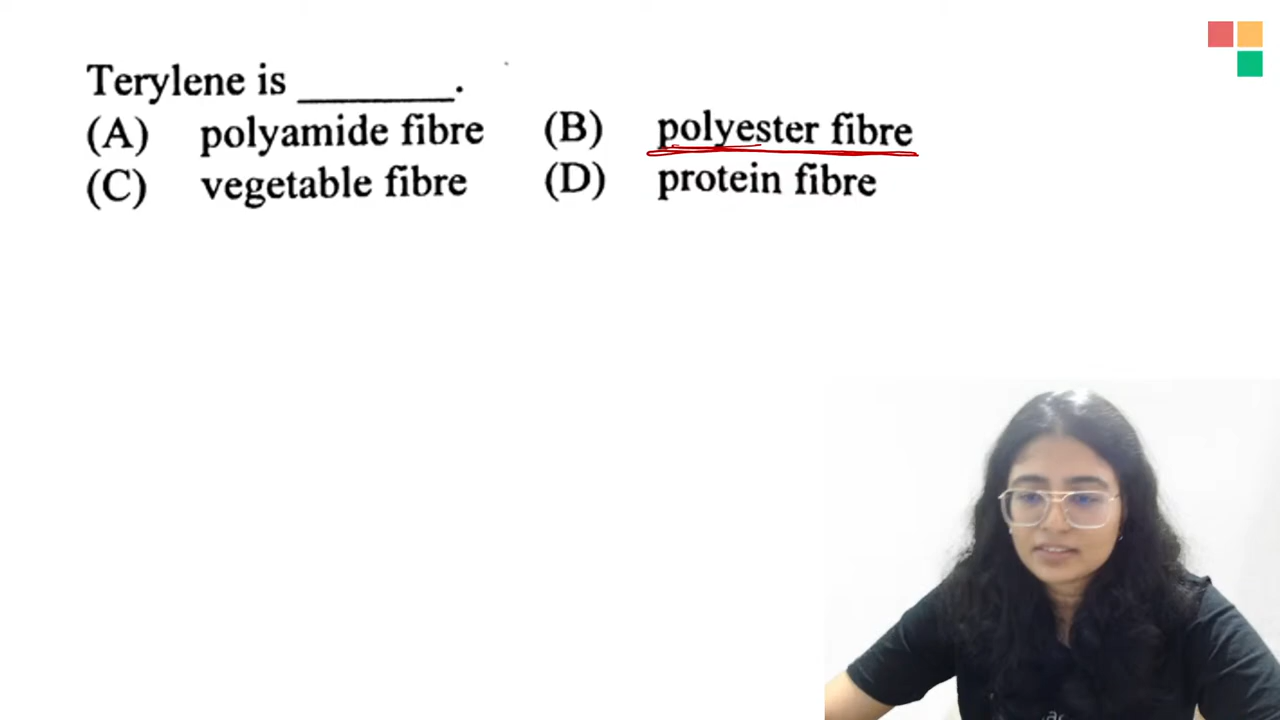 Terylene is ________.
(A) polyamide fibre (B) polyester fibre
(C) vegetable fibre (D) protein fibre